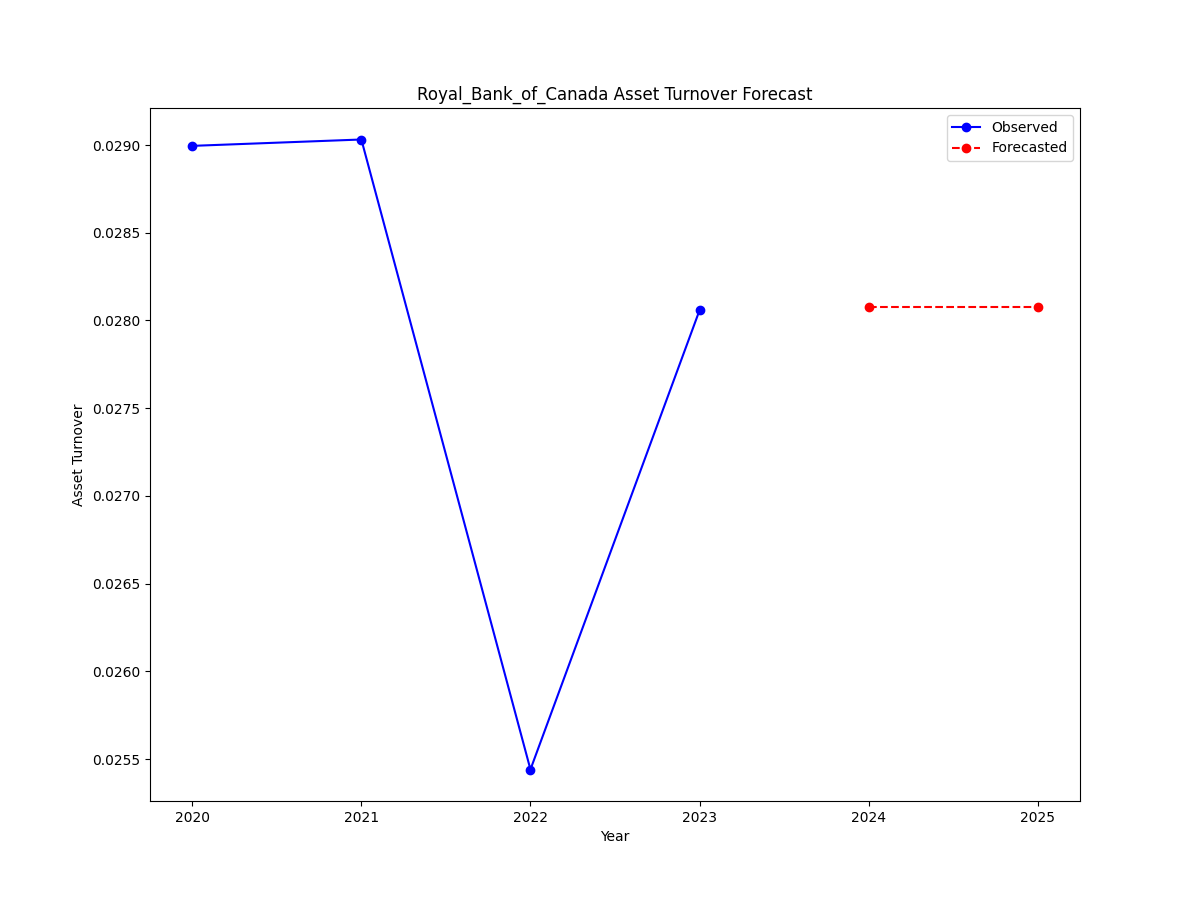 Royal_Bank_of_Canada Asset Turnover Forecast
Observed
Forecasted
0.0290
0.0285
0.0280
0.0275
0.0270
0.0265
0.0260
0.0255
Asset Turnover
2020 2021 2022 2023 2024 2025
Year